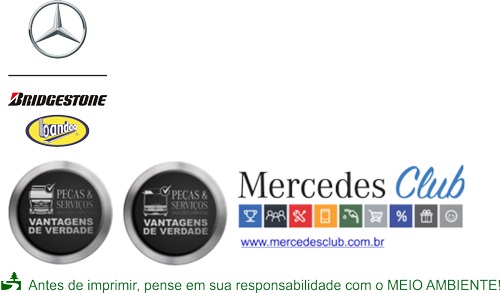 BRIDGESTONE
bandag
PEÇAS &
SERVIÇOS
VANTAGENS
DE VERDADE
PEÇAS &
SERVIÇOS
VANTAGENS
DE VERDADE
Mercedes Club
%
www.mercedesclub.com.br
Antes de imprimir, pense em sua responsabilidade com o MEIO AMBIENTE!